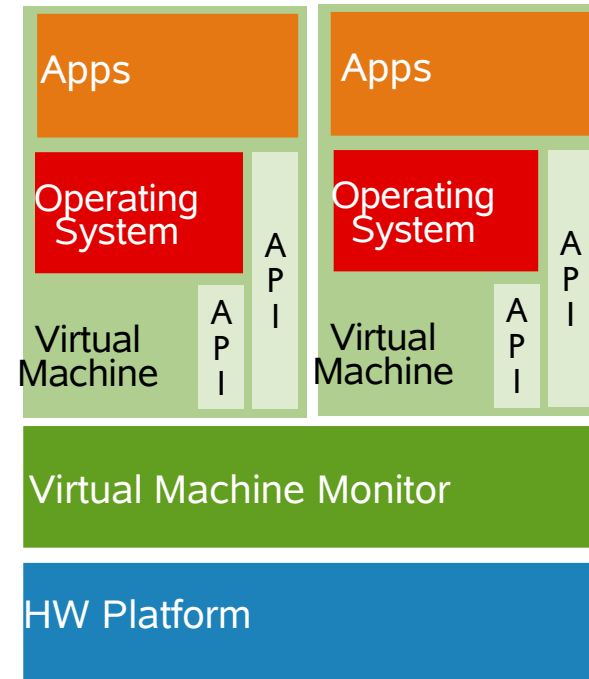 Apps
Operating
System
A
P
I
A
P
I
Virtual
Machine
Apps
Operating
System
A
P
I
A
P
I
Virtual
Machine
Virtual Machine Monitor
HW Platform